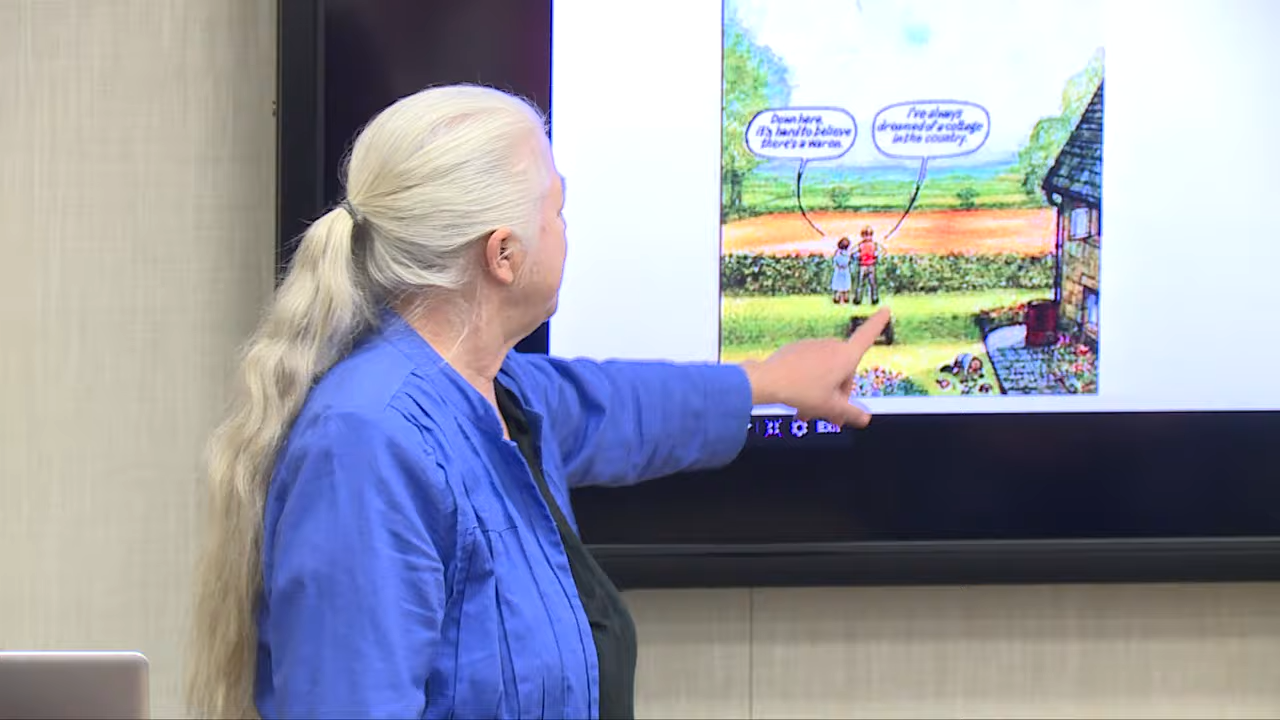 Down here,
it's hard to believe
there's a war on.
I've always
dreamed of a cottage
in the country.
Exit